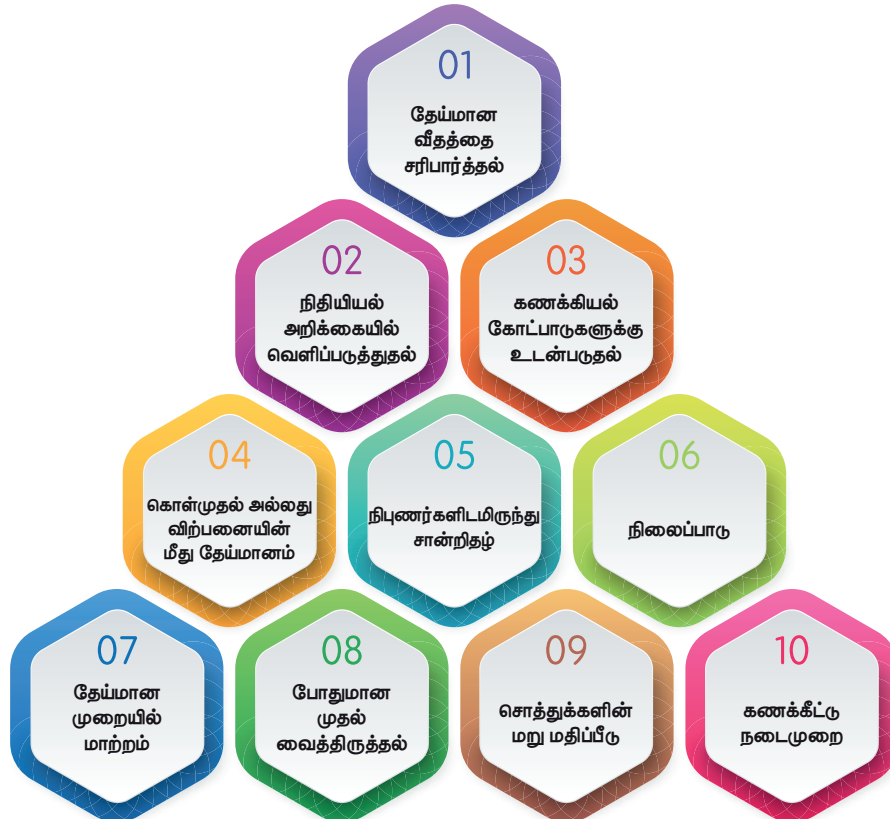 01
தேய்மான
வீதத்தை
சரிபார்த்தல்
02
நிதியியல்
அறிக்கையில்
வெளிப்படுத்துதல்
03
கணக்கியல்
கோட்பாடுகளுக்கு
உடன்படுதல்
04
கொள்முதல் அல்லது
விற்பனையின்
மீது தேய்மானம்
05
நிபுணர்களிடமிருந்து
சான்றிதழ்
06
நிலைப்பாடு
07
தேய்மான
முறையில்
மாற்றம்
08
போதுமான
முதல்
வைத்திருத்தல்
09
சொத்துக்களின்
மறு மதிப்பீடு
10
கணக்கீட்டு
நடைமுறை